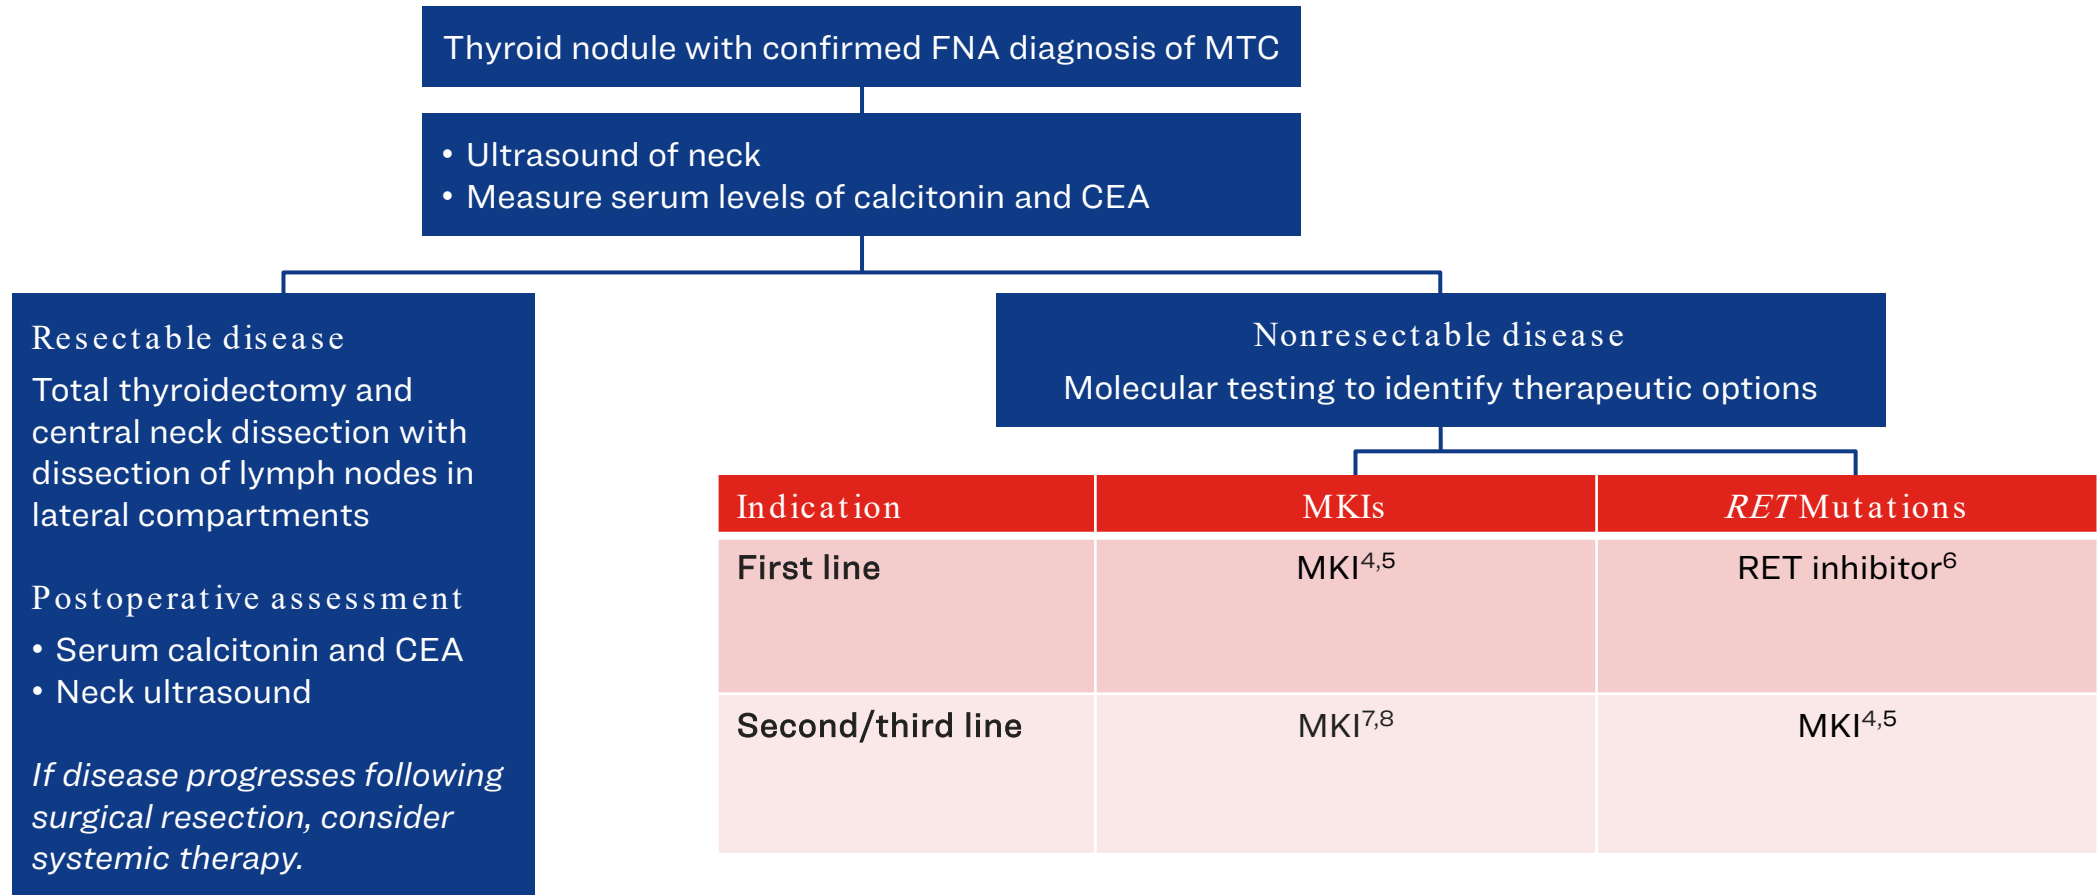 Thyroid nodule with confirmed FNA diagnosis of MTC
• Ultrasound of neck
• Measure serum levels of calcitonin and CEA
Resectable disease
Total thyroidectomy and
central neck dissection with
dissection of lymph nodes in
lateral compartments
Postoperative assessment
• Serum calcitonin and CEA
• Neck ultrasound
If disease progresses following
surgical resection, consider
systemic therapy.
Nonresectable disease
Molecular testing to identify therapeutic options
Indication MKIs RET Mutations
First line MKI4,5 RET inhibitor6
Second/third line MKI7,8 MKI4,5